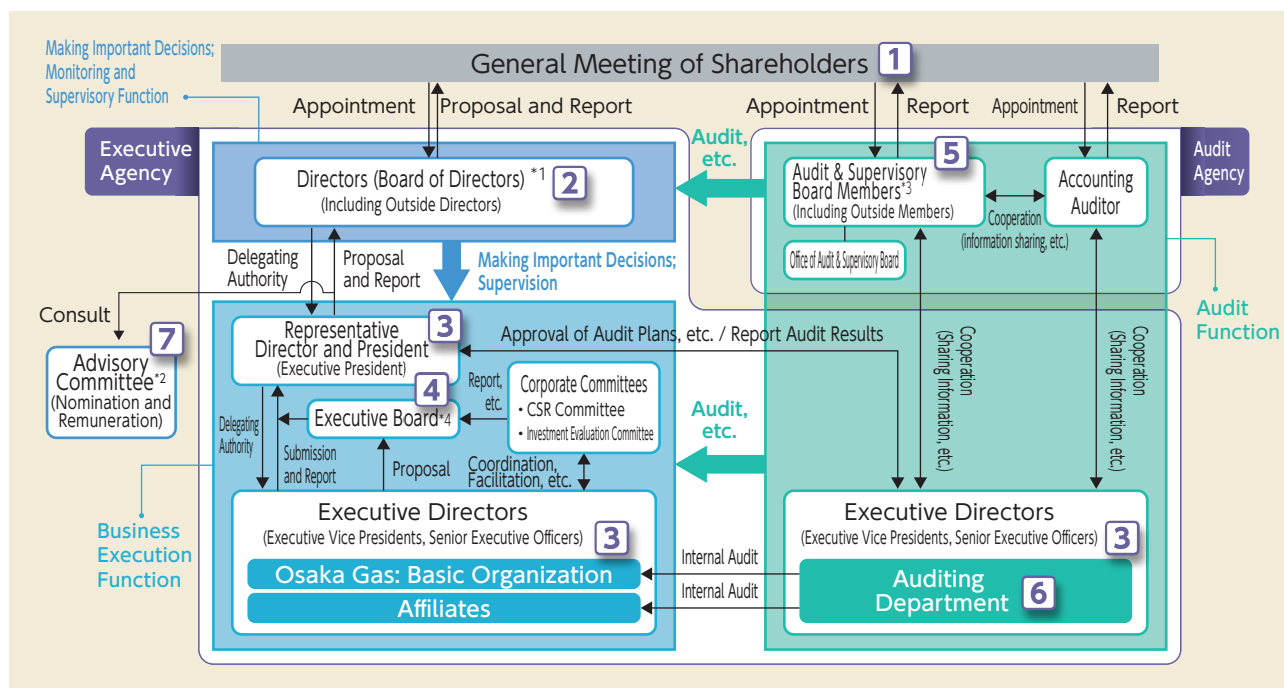 Making Important Decisions;
Monitoring and
Supervisory Function
General Meeting of Shareholders 1
Appointment
Proposal and Report
Appointment
Report
Appointment
Report
Executive
Agency
Audit
Agency
Directors (Board of Directors) *1 2
(Including Outside Directors)
Audit,
etc.
5
Audit & Supervisory
Board Members*3
(Including Outside Members)
Office of Audit & Supervisory Board
Cooperation
(information sharing, etc.)
Accounting
Auditor
Delegating
Authority
Proposal
and Report
Making Important Decisions;
Supervision
Audit
Function
Consult
7
Advisory
Committee*2
(Nomination and
Remuneration)
3
Representative
Director and President
(Executive President)
Approval of Audit Plans, etc. / Report Audit Results
Cooperation
(Sharing Information, etc.)
Cooperation
(Sharing Information, etc.)
4
Executive Board*4
Report,
etc.
Corporate Committees
• CSR Committee
• Investment Evaluation Committee
Audit,
etc.
Delegating
Authority
Submission
and Report
Proposal
Coordination,
Facilitation, etc.
Business
Execution
Function
Executive Directors
(Executive Vice Presidents, Senior Executive Officers) 3
Osaka Gas: Basic Organization
Affiliates
Internal Audit
Internal Audit
Executive Directors
(Executive Vice Presidents, Senior Executive Officers) 3
Auditing
Department 6